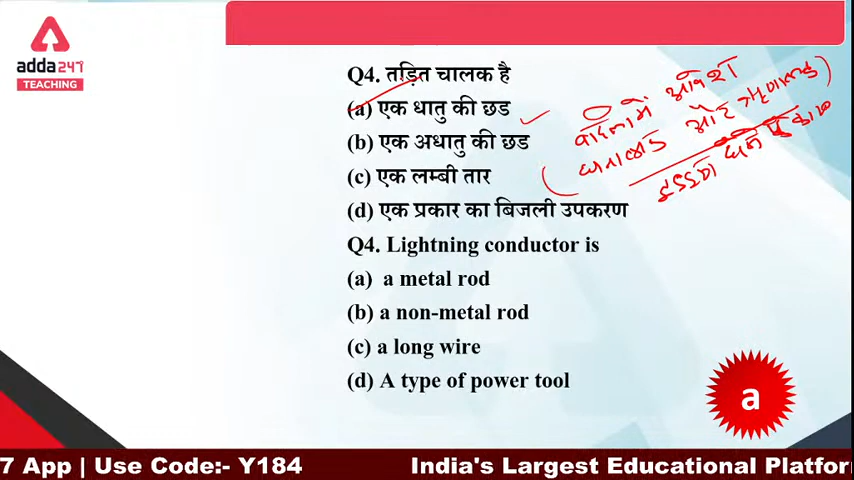 adda247
TEACHING
Q4. तड़ित चालक है
(a) एक धातु की छड
(b) एक अधातु की छड
(c) एक लम्बी तार
(d) एक प्रकार का बिजली उपकरण
Q4. Lightning conductor is
(a) a metal rod
(b) a non-metal rod
(c) a long wire
(d) A type of power tool
और
a
7 App | Use Code:- Y184 India's Largest Educational Platfor